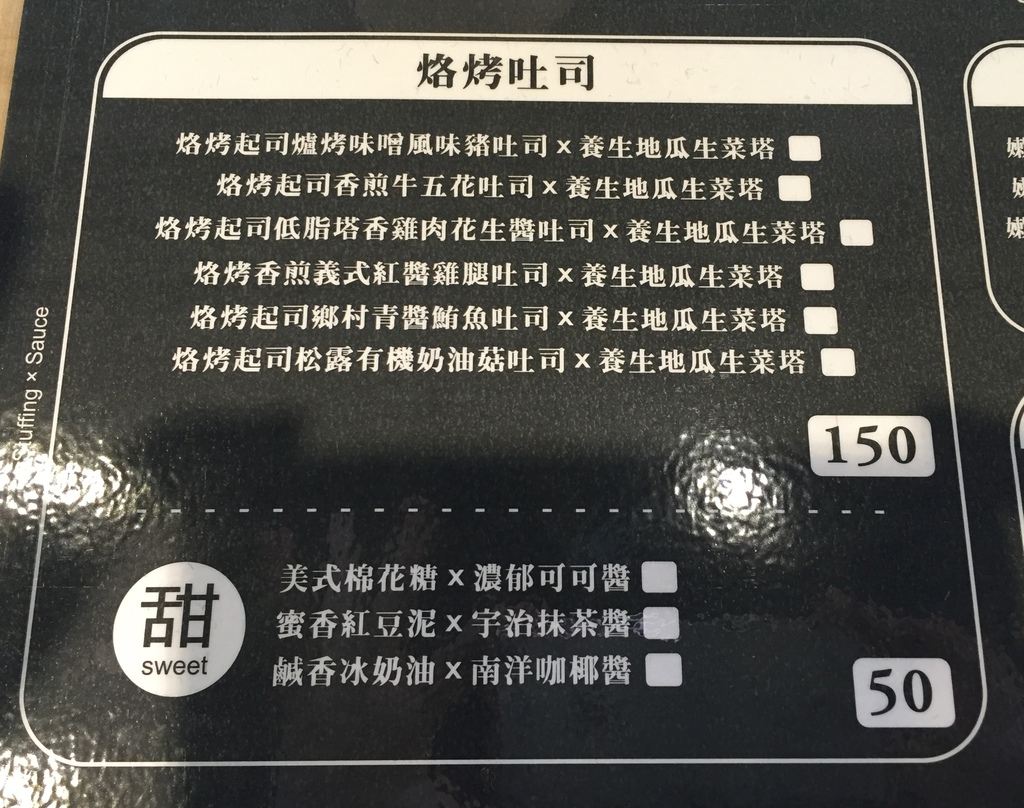 烙烤吐司
烙烤起司爐烤味噌風味豬吐司 x 養生地瓜生菜塔
烙烤起司香煎牛五花吐司 x 養生地瓜生菜塔
烙烤起司低脂塔香雞肉花生醬吐司 x 養生地瓜生菜塔
烙烤香煎義式紅醬雞腿吐司 x 養生地瓜生菜塔
烙烤起司鄉村青醬鮪魚吐司 x 養生地瓜生菜塔
烙烤起司松露有機奶油菇吐司 x 養生地瓜生菜塔
150
Stuffing × Sauce
甜
sweet
美式棉花糖 x 濃郁可可醬
蜜香紅豆泥 x 宇治抹茶醬
鹹香冰奶油 x 南洋咖椰醬
50
嫩
嫩
嫩